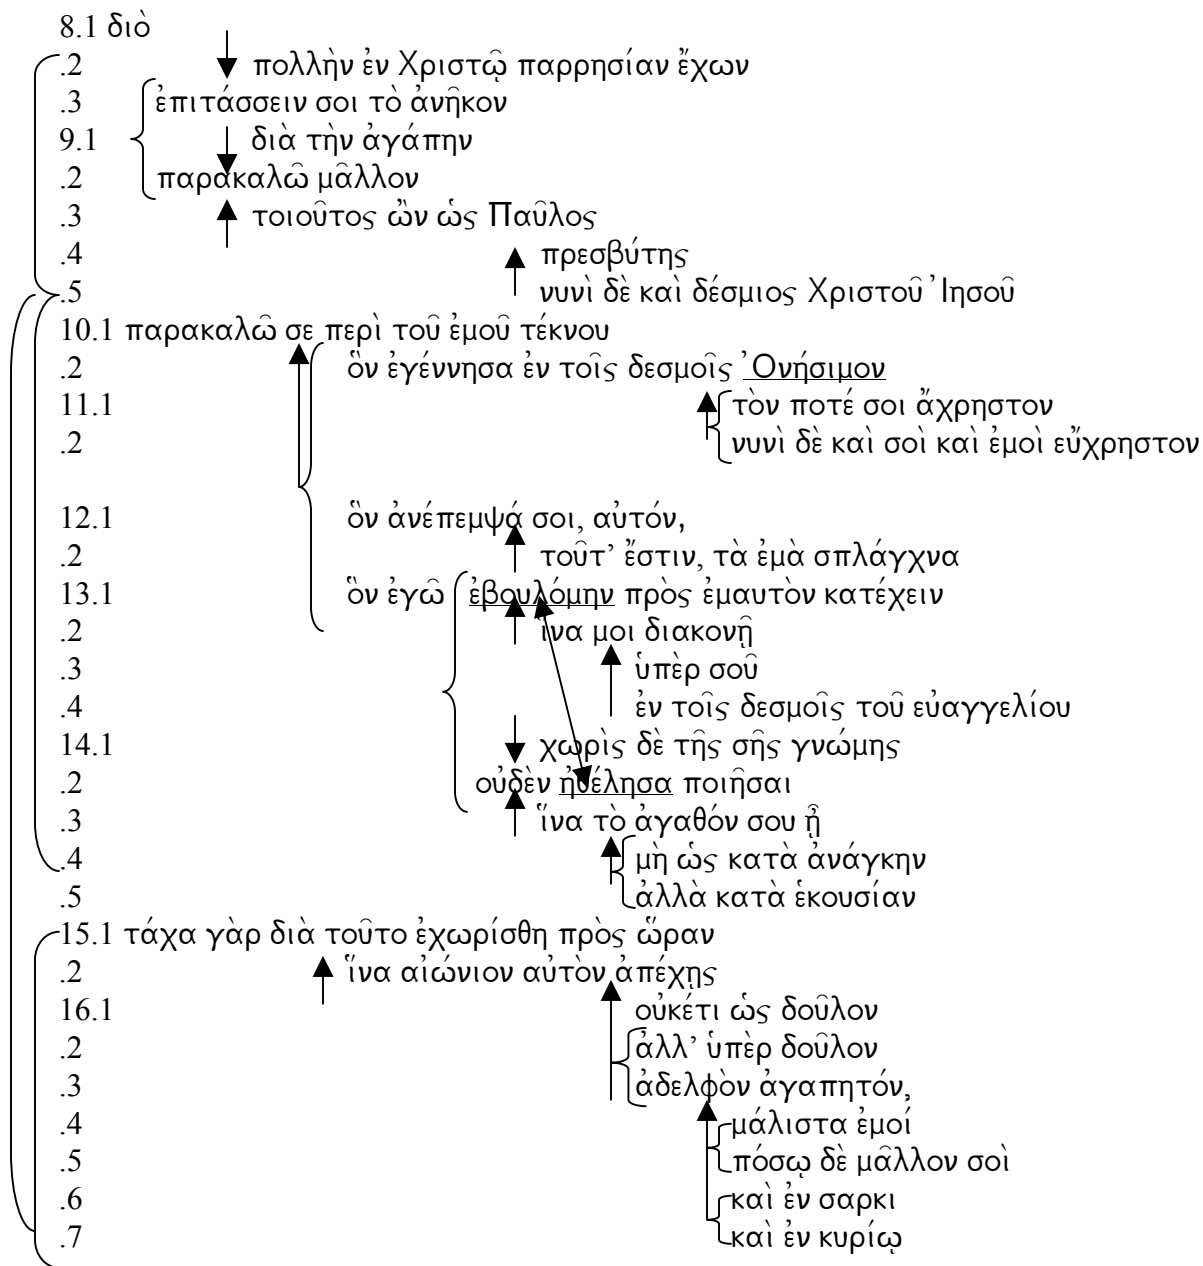 8.1 διὸ
.2 πολλὴν ἐν Χριστῷ παρρησίαν ἔχων
.3 ἐπιτάσσειν σοι τὸ ἀνῆκον
9.1 διὰ τὴν ἀγάπην
.2 παρακαλῶ μᾶλλον
.3 τοιοῦτος ὢν ὡς Παῦλος
.4 πρεσβύτης
.5 νυνὶ δὲ καὶ δέσμιος Χριστοῦ Ἰησοῦ
10.1 παρακαλῶ σε περὶ τοῦ ἐμοῦ τέκνου
.2 ὃν ἐγέννησα ἐν τοῖς δεσμοῖς Ὀνήσιμον
11.1 τὸν ποτέ σοι ἄχρηστον
.2 νυνὶ δὲ καὶ σοὶ καὶ ἐμοὶ εὔχρηστον
12.1 ὃν ἀνέπεμψά σοι, αὐτόν,
.2 τοῦτ’ ἔστιν, τὰ ἐμὰ σπλάγχνα
13.1 ὃν ἐγῶ ἐβουλόμην πρὸς ἐμαυτὸν κατέχειν
.2 ἵνα μοι διακονῇ
.3 ὑπὲρ σοῦ
.4 ἐν τοῖς δεσμοῖς τοῦ εὐαγγελίου
14.1 χωρὶς δὲ τῆς σῆς γνώμης
.2 οὐδὲν ἠθέλησα ποιῆσαι
.3 ἵνα τὸ ἀγαθόν σου ᾖ
.4 μὴ ὡς κατὰ ἀνάγκην
.5 ἀλλὰ κατὰ ἑκουσίαν
15.1 τάχα γὰρ διὰ τοῦτο ἐχωρίσθη πρὸς ὥραν
.2 ἵνα αἰώνιον αὐτὸν ἀπέχῃς
16.1 οὐκέτι ὡς δοῦλον
.2 ἀλλ’ ὑπὲρ δοῦλον
.3 ἀδελφὸν ἀγαπητόν,
.4 μάλιστα ἐμοί
.5 πόσῳ δὲ μᾶλλον σοὶ
.6 καὶ ἐν σαρκι
.7 καὶ ἐν κυρίῳ